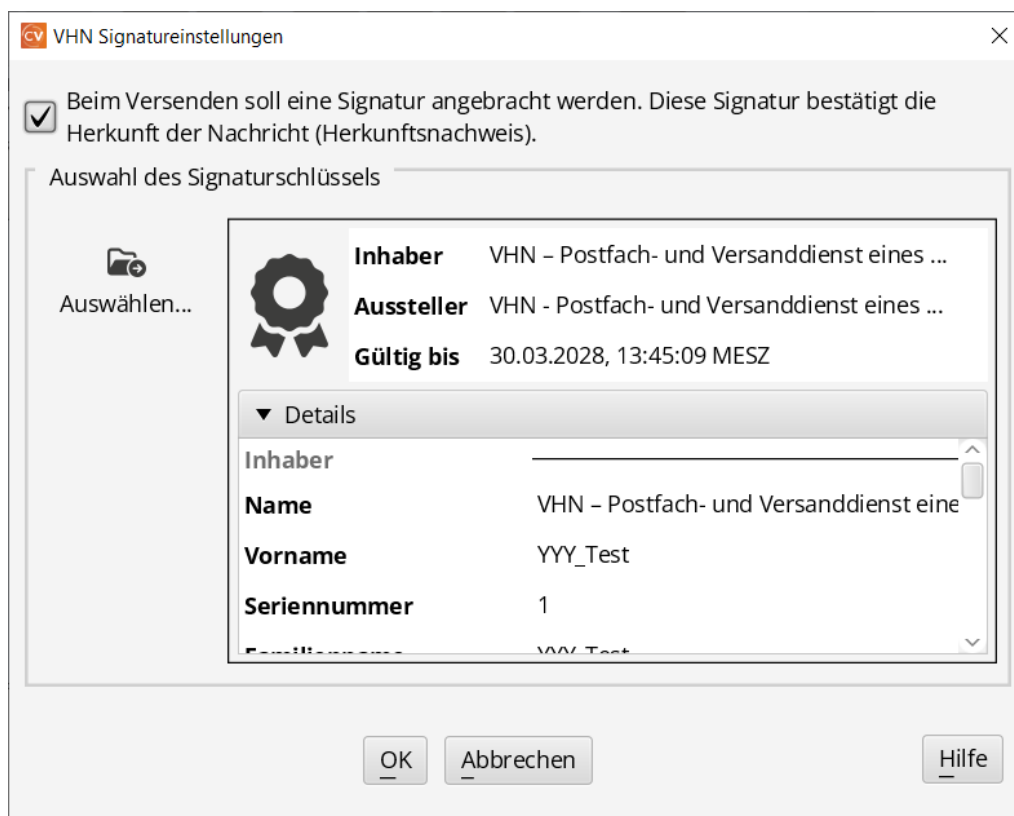 CV VHN Signatureinstellungen
Beim Versenden soll eine Signatur angebracht werden. Diese Signatur bestätigt die
Herkunft der Nachricht (Herkunftsnachweis).
Auswahl des Signaturschlüssels
Auswählen...
Inhaber VHN – Postfach- und Versanddienst eines ...
Aussteller VHN - Postfach- und Versanddienst eines ...
Gültig bis 30.03.2028, 13:45:09 MESZ
Details
Inhaber
Name VHN – Postfach- und Versanddienst eine
Vorname YYY_Test
Seriennummer 1
Familienname YYY_Test
OK Abbrechen Hilfe